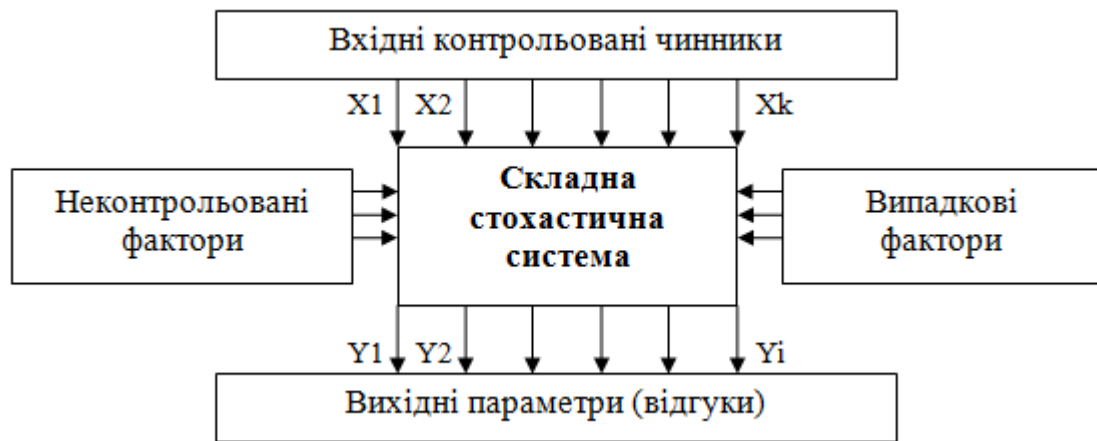 Вхідні контрольовані чинники
X1 X2 Xk
Неконтрольовані
фактори
Складна
стохастична
система
Випадкові
фактори
Y1 Y2 Yi
Вихідні параметри (відгуки)